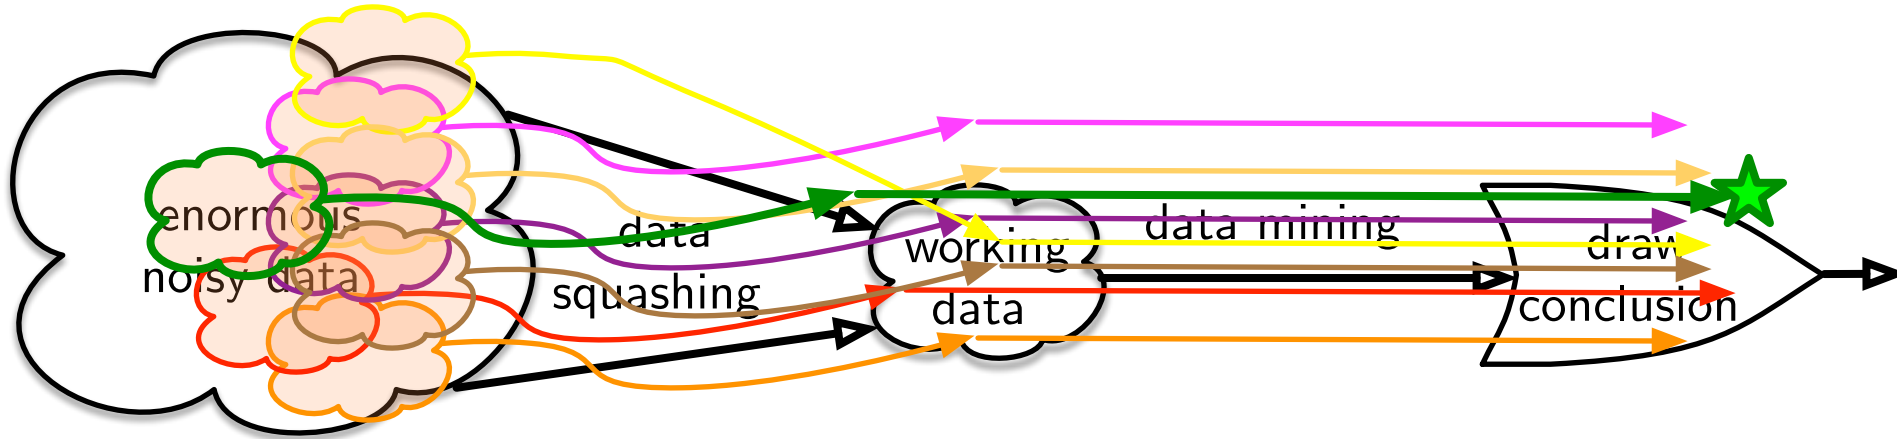 enormous
noisy data
data
squashing
working
data
data mining
draw
conclusion